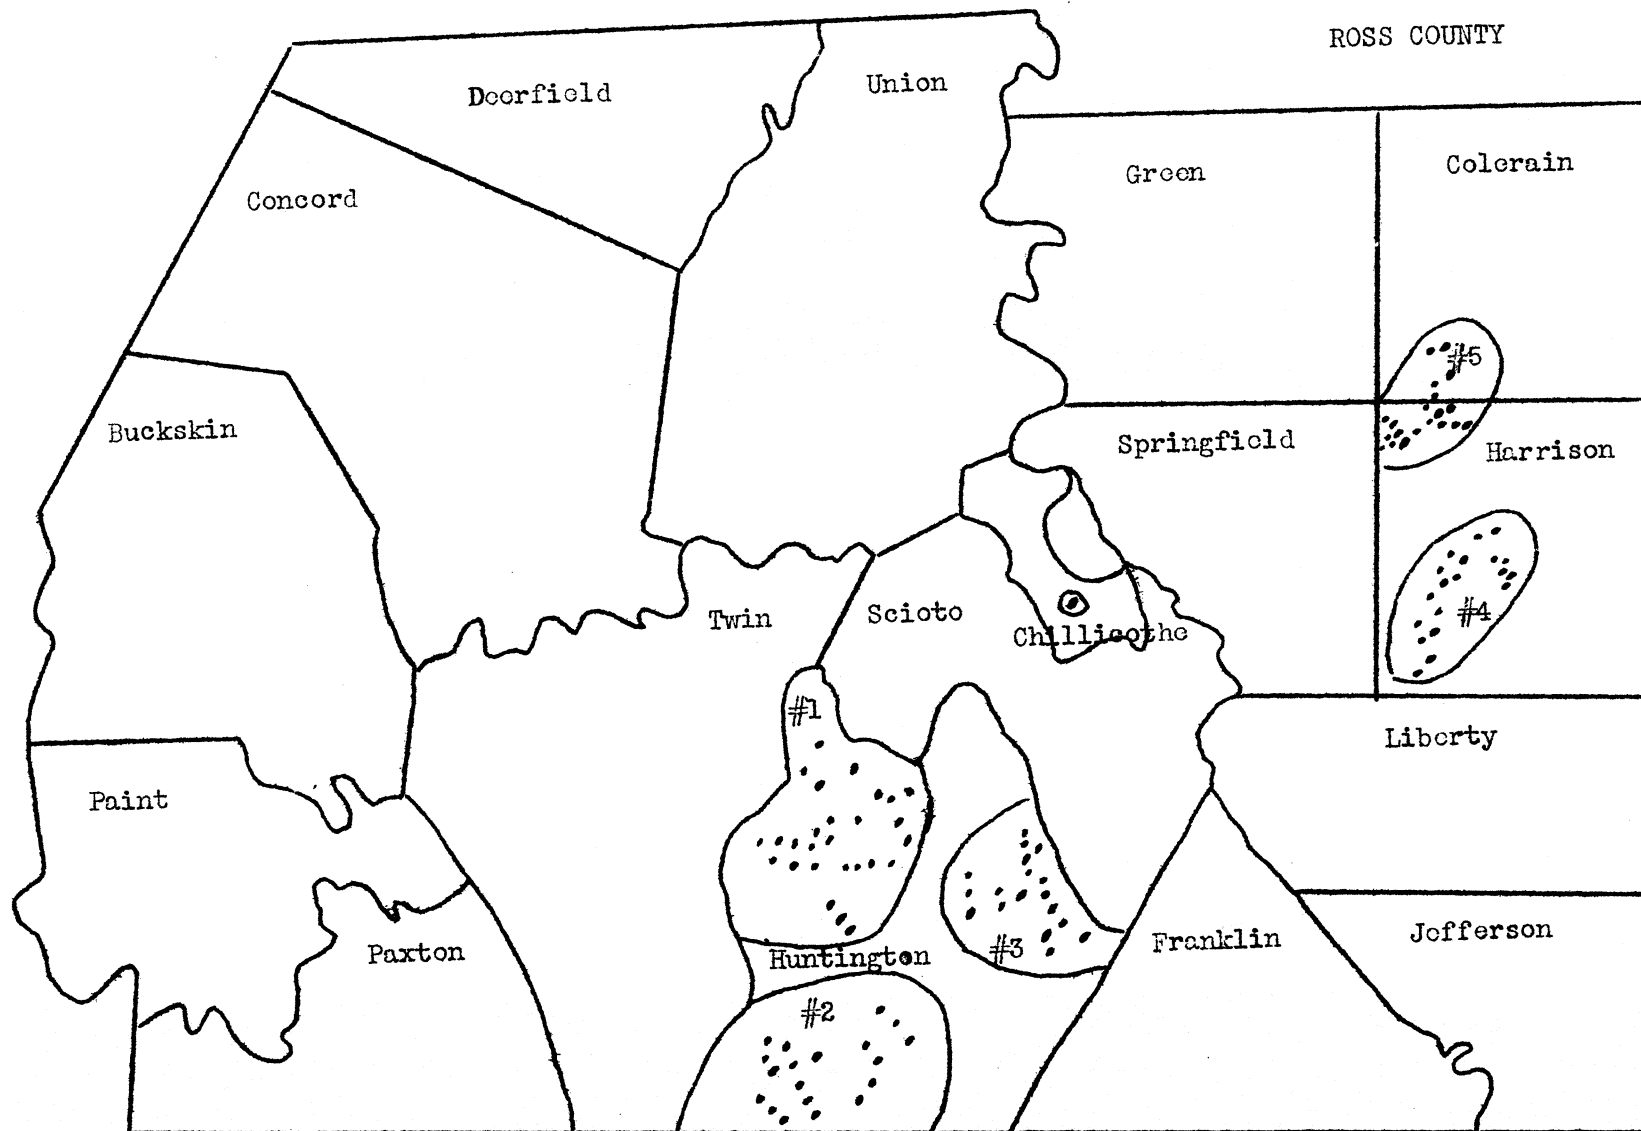 ROSS COUNTY
Deerfield
Union
Green
Colerain
Concord
#5
Buckskin
Springfield
Harrison
#4
Twin
Scioto
Chillicothe
#1
Liberty
Paint
Paxton
Huntington
#3
Franklin
Jefferson
#2